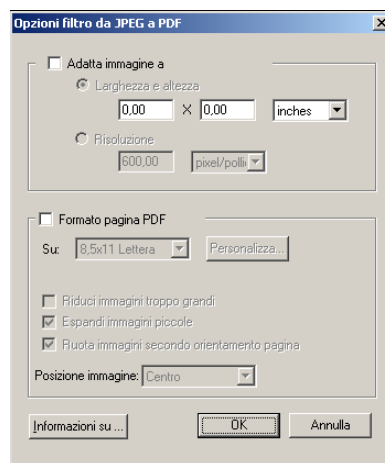 Opzioni filtro da JPEG a PDF
Adatta immagine a
Larghezza e altezza
0,00 X 0,00 inches
Risoluzione
600,00 pixel/polli
Formato pagina PDF
Su: 8,5x11 Lettera Personalizza...
Riduci immagini troppo grandi
Espandi immagini piccole
Ruota immagini secondo orientamento pagina
Posizione immagine: Centro
Informazioni su ... OK Annulla